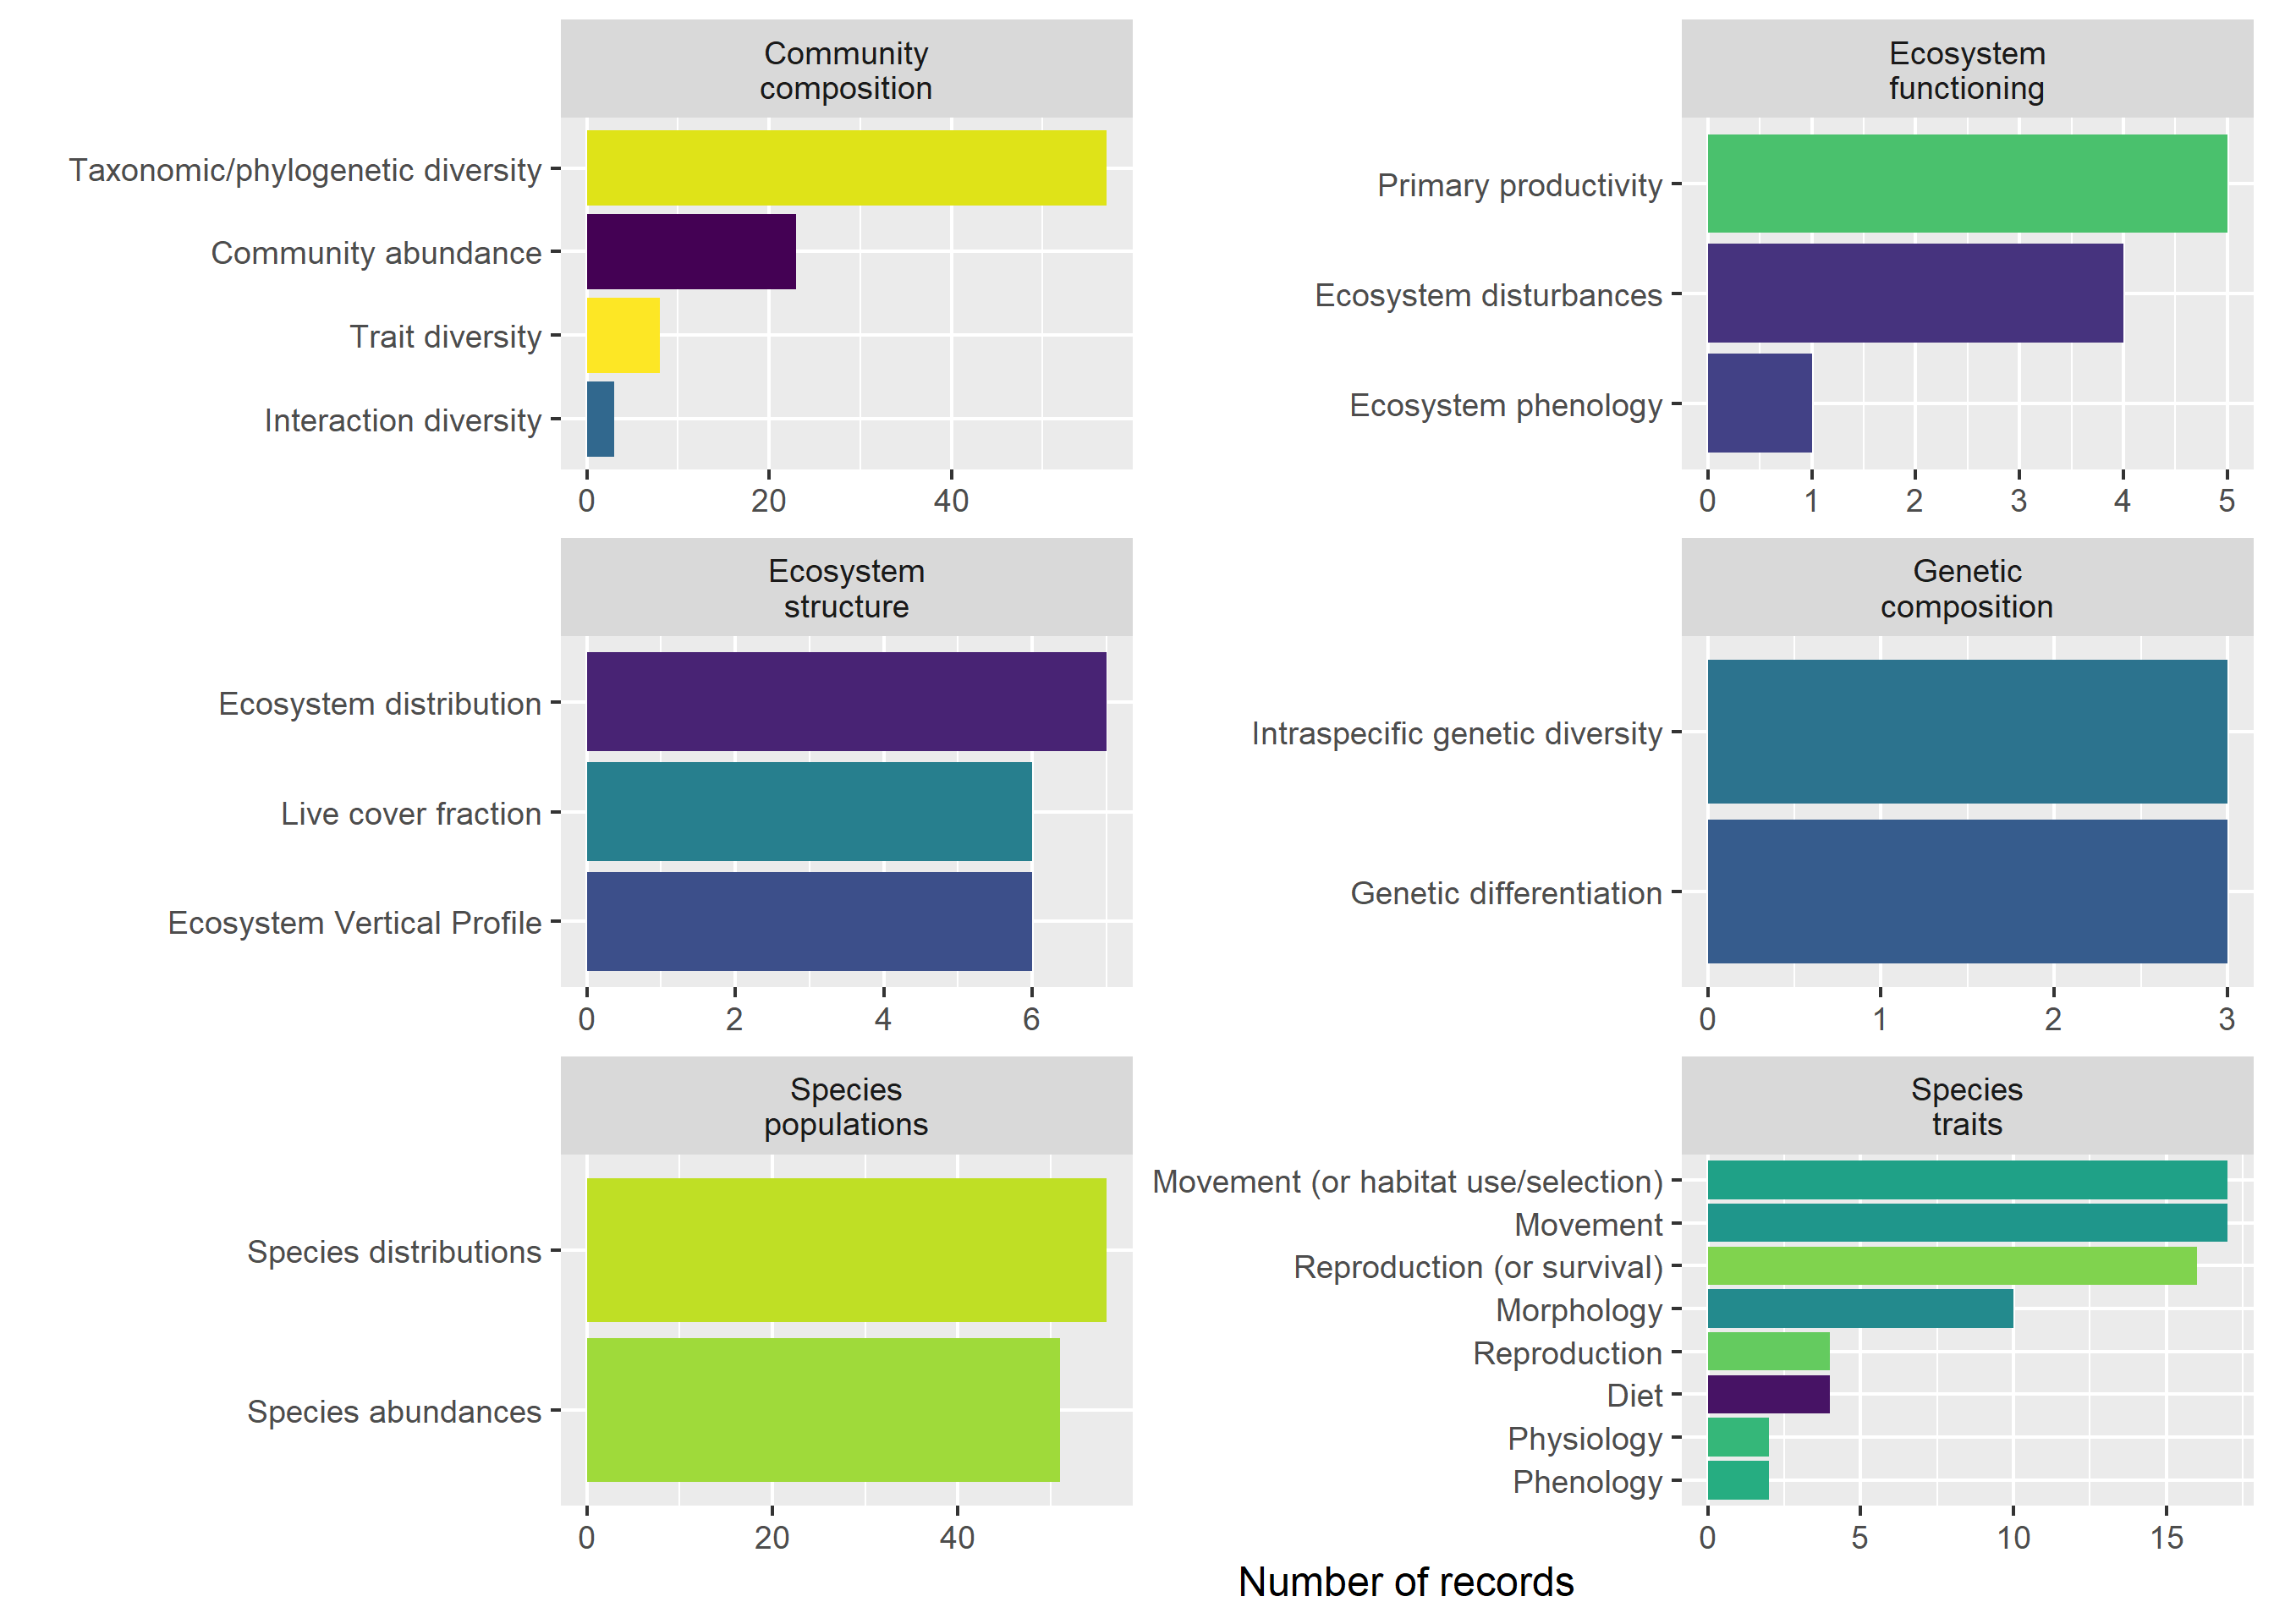 Community
composition
Taxonomic/phylogenetic diversity
Community abundance
Trait diversity
Interaction diversity
0 20 40
Ecosystem
functioning
Primary productivity
Ecosystem disturbances
Ecosystem phenology
0 1 2 3 4 5
Ecosystem
structure
Ecosystem distribution
Live cover fraction
Ecosystem Vertical Profile
0 2 4 6
Genetic
composition
Intraspecific genetic diversity
Genetic differentiation
0 1 2 3
Species
populations
Species distributions
Species abundances
0 20 40
Species
traits
Movement (or habitat use/selection)
Movement
Reproduction (or survival)
Morphology
Reproduction
Diet
Physiology
Phenology
0 5 10 15
Number of records